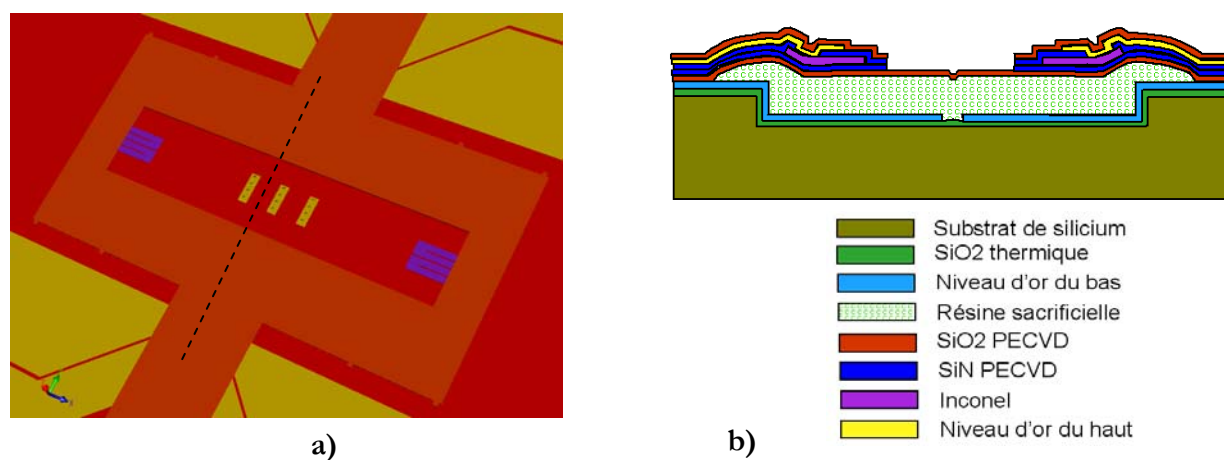 a)
b)
Substrat de silicium
SiO2 thermique
Niveau d'or du bas
Résine sacrificielle
SiO2 PECVD
SiN PECVD
Inconel
Niveau d'or du haut